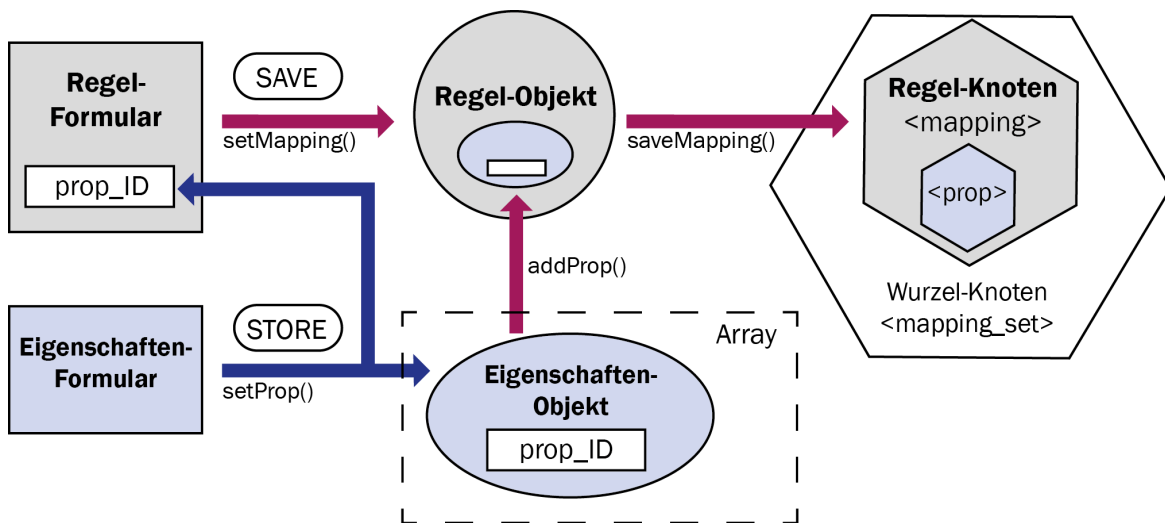 Regel-
Formular
prop_ID
SAVE
setMapping()
Regel-Objekt
saveMapping()
Regel-Knoten
<mapping>
<prop>
Wurzel-Knoten
<mapping_set>
addProp()
Eigenschaften-
Formular
STORE
setProp()
Array
Eigenschaften-
Objekt
prop_ID